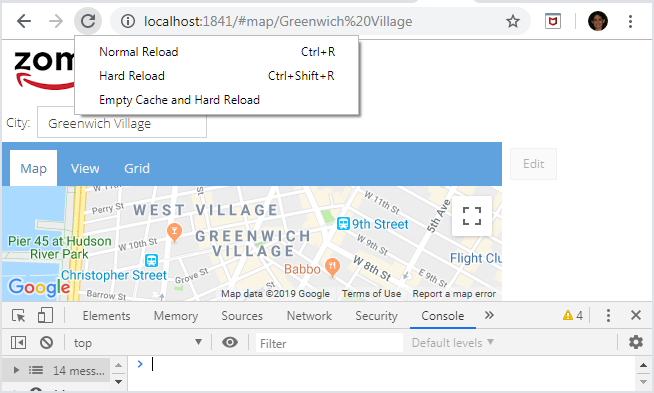 localhost:1841/#map/Greenwich%20Village
Normal Reload Ctrl+R
Hard Reload Ctrl+Shift+R
Empty Cache and Hard Reload
zom
City: Greenwich Village
Map View Grid Edit
Perry St
W 11th St
WEST VILLAGE
5th Ave
W 10th St
9th Street
Pier 45 at Hudson
River Park
GREENWICH
VILLAGE
W 9th St
Flight Clu
Christopher Street
Grove St
Babbo
W 8th St
Barrow St
Google
Map data ©2019 Google Terms of Use Report a map error
Elements Memory Sources Network Security Console » 4
top Filter Default levels
14 mess...